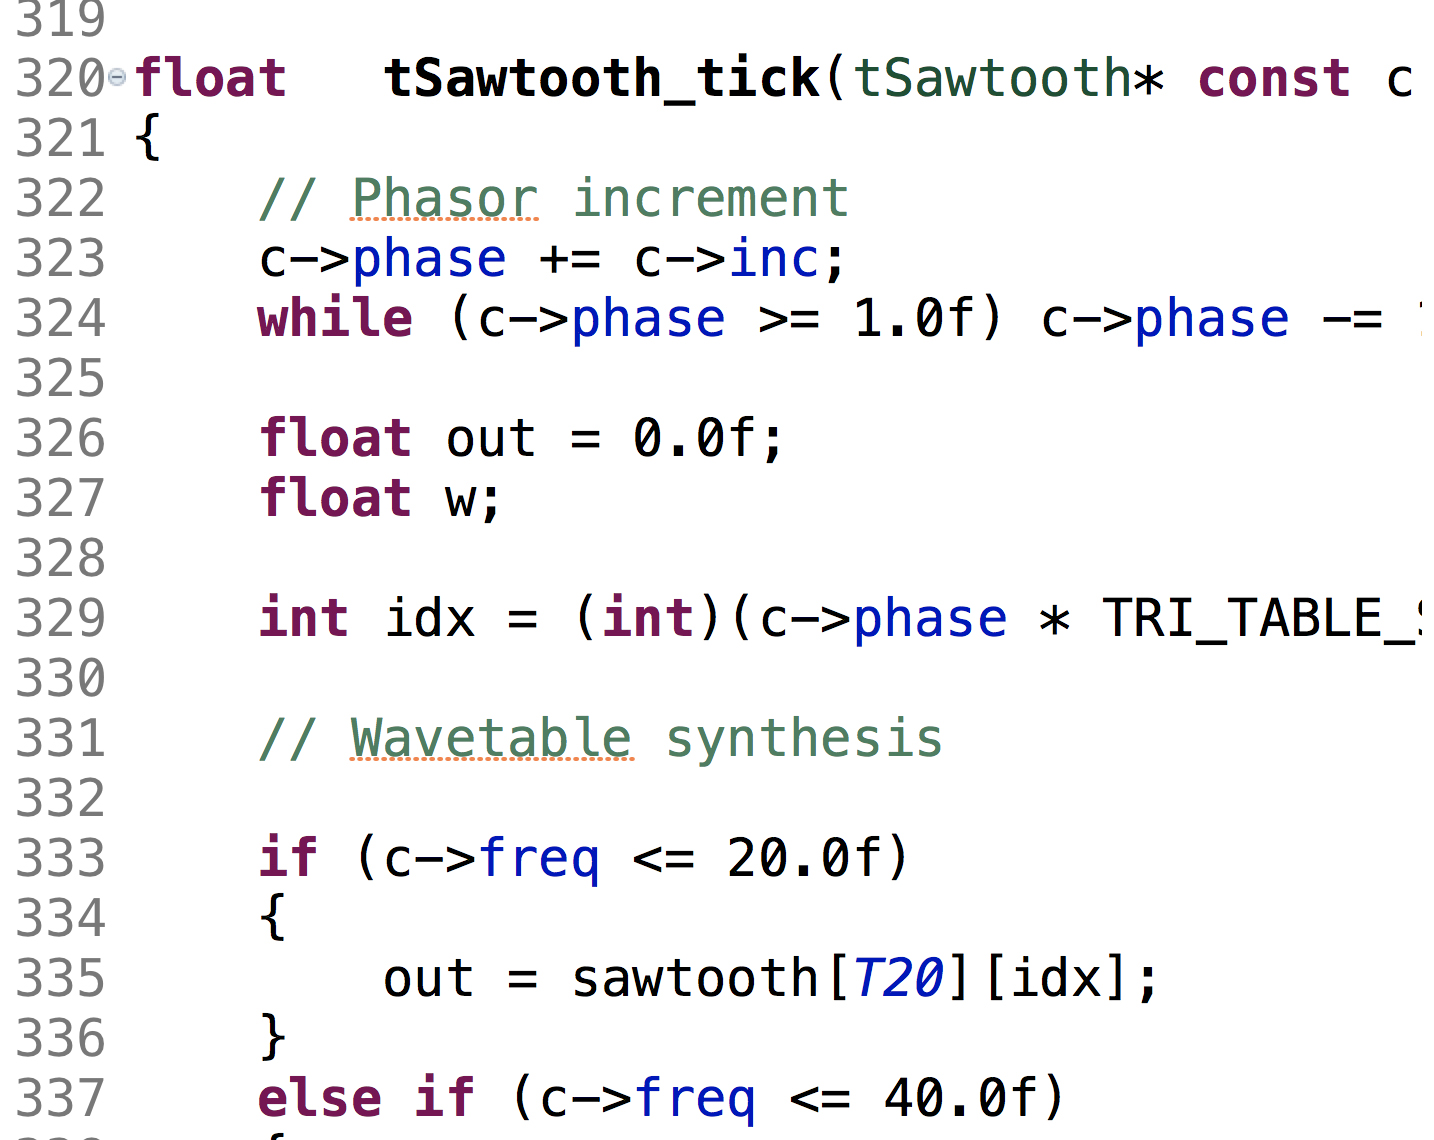 319
320 float   tSawtooth_tick(tSawtooth* const c
321 {
322     // Phasor increment
323     c->phase += c->inc;
324     while (c->phase >= 1.0f) c->phase -=
325
326     float out = 0.0f;
327     float w;
328
329     int idx = (int)(c->phase * TRI_TABLE_
330
331     // Wavetable synthesis
332
333     if (c->freq <= 20.0f)
334     {
335         out = sawtooth[T20][idx];
336     }
337     else if (c->freq <= 40.0f)